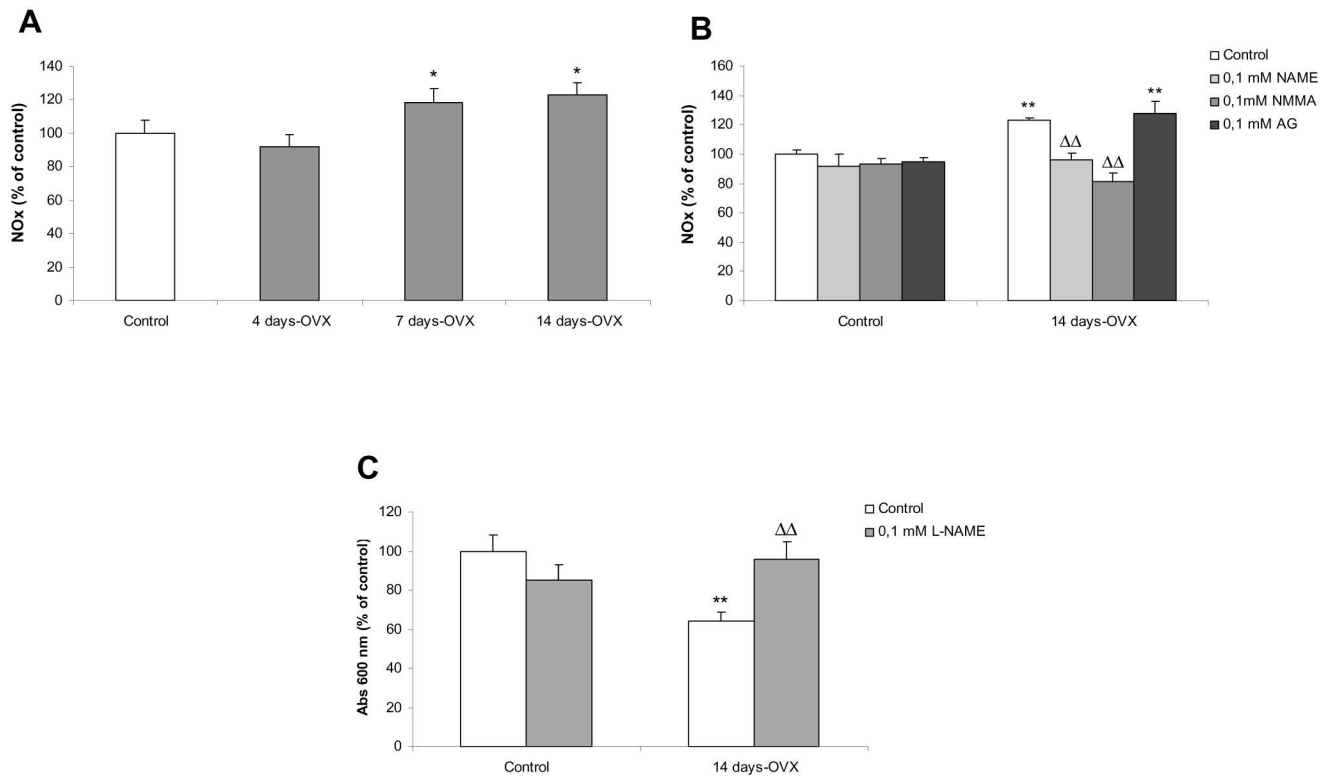 A
NOx (% of control)
140
120
100
80
60
40
20
0
*
*
Control
4 days-OVX
7 days-OVX
14 days-OVX
B
NOx (% of control)
160
140
120
100
80
60
40
20
0
**
ΔΔ
ΔΔ
**
Control
14 days-OVX
Control
0,1 mM NAME
0,1mM NMMA
0,1 mM AG
C
Abs 600 nm (% of control)
120
100
80
60
40
20
0
**
ΔΔ
Control
14 days-OVX
Control
0,1 mM L-NAME